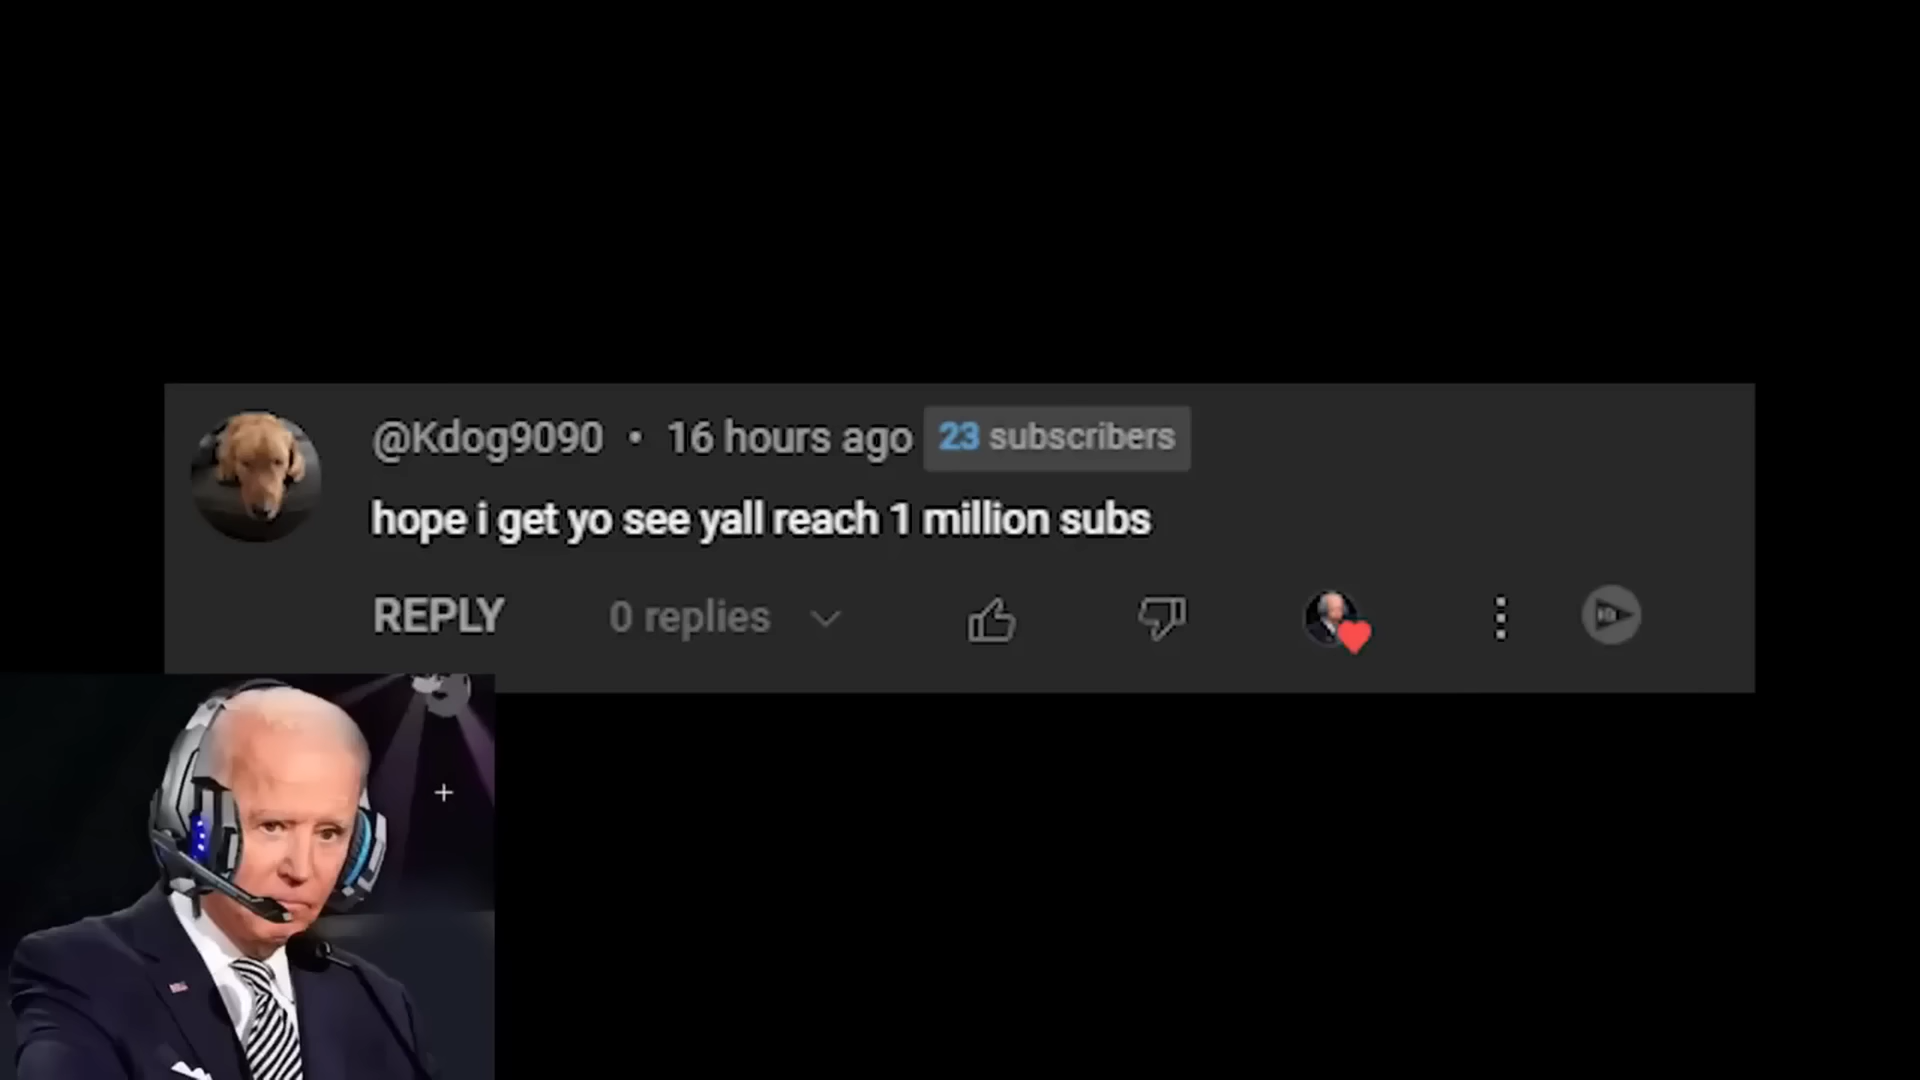 @Kdog9090 • 16 hours ago 23 subscribers
hope i get yo see yall reach 1 million subs
REPLY 0 replies